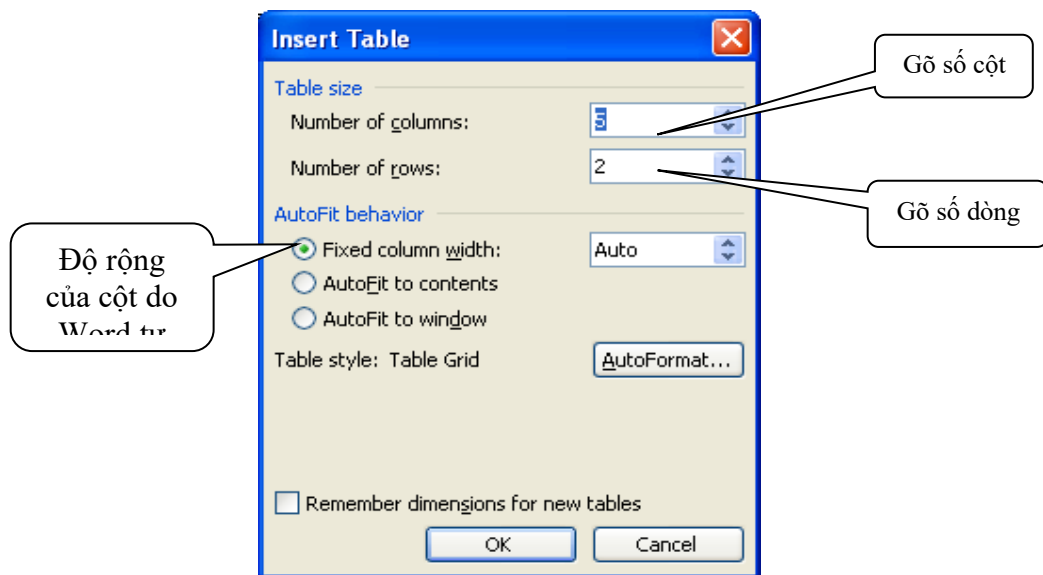 Insert Table
Gõ số cột
Table size
Number of columns:
5
Number of rows:
2
Gõ số dòng
AutoFit behavior
Fixed column width:
Auto
Độ rộng
của cột do
Word tự
AutoFit to contents
AutoFit to window
Table style: Table Grid
AutoFormat...
Remember dimensions for new tables
OK
Cancel